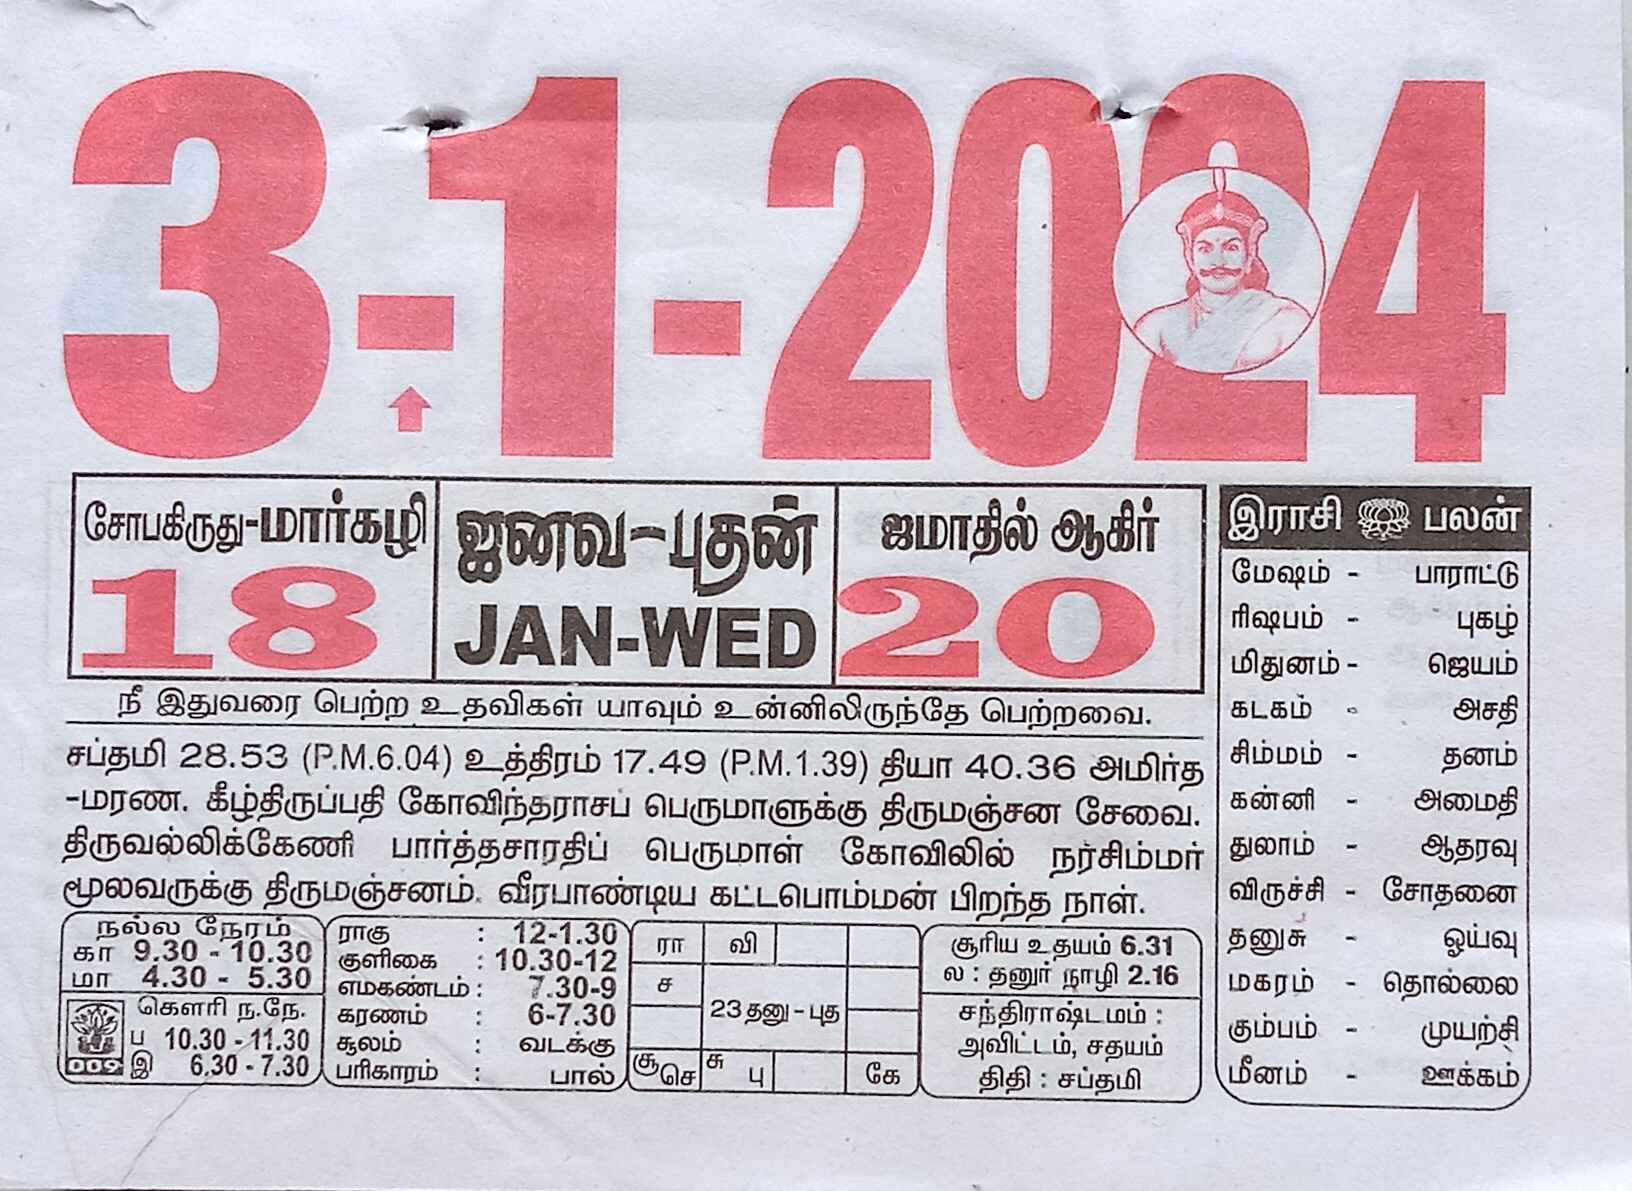 3-1-2024
சோபகிருது-மார்கழி
18
ஜனவ-புதன்
JAN-WED
ஜமாதில் ஆகிர்
20
நீ இதுவரை பெற்ற உதவிகள் யாவும் உன்னிலிருந்தே பெற்றவை.
சப்தமி 28.53 (P.M.6.04) உத்திரம் 17.49 (P.M.1.39) தியா 40.36 அமிர்த
-மரண. கீழ்திருப்பதி கோவிந்தராசப் பெருமாளுக்கு திருமஞ்சன சேவை.
திருவல்லிக்கேணி பார்த்தசாரதிப் பெருமாள் கோவிலில் நர்சிம்மர்
மூலவருக்கு திருமஞ்சனம். வீரபாண்டிய கட்டபொம்மன் பிறந்த நாள்.
நல்ல நேரம்
கா 9.30 - 10.30
மா 4.30 - 5.30
கௌரி ந.நே.
ப 10.30 - 11.30
இ 6.30 - 7.30
009
ராகு : 12-1.30
குளிகை : 10.30-12
எமகண்டம் : 7.30-9
கரணம் : 6-7.30
சூலம் : வடக்கு
பரிகாரம் : பால்
ரா வி
ச
23 தனு - புத
சூ செ சு பு கே
சூரிய உதயம் 6.31
ல : தனுர் நாழி 2.16
சந்திராஷ்டமம் :
அவிட்டம், சதயம்
திதி : சப்தமி
இராசி பலன்
மேஷம் - பாராட்டு
ரிஷபம் - புகழ்
மிதுனம் - ஜெயம்
கடகம் - அசதி
சிம்மம் - தனம்
கன்னி - அமைதி
துலாம் - ஆதரவு
விருச்சி - சோதனை
தனுசு - ஓய்வு
மகரம் - தொல்லை
கும்பம் - முயற்சி
மீனம் - ஊக்கம்